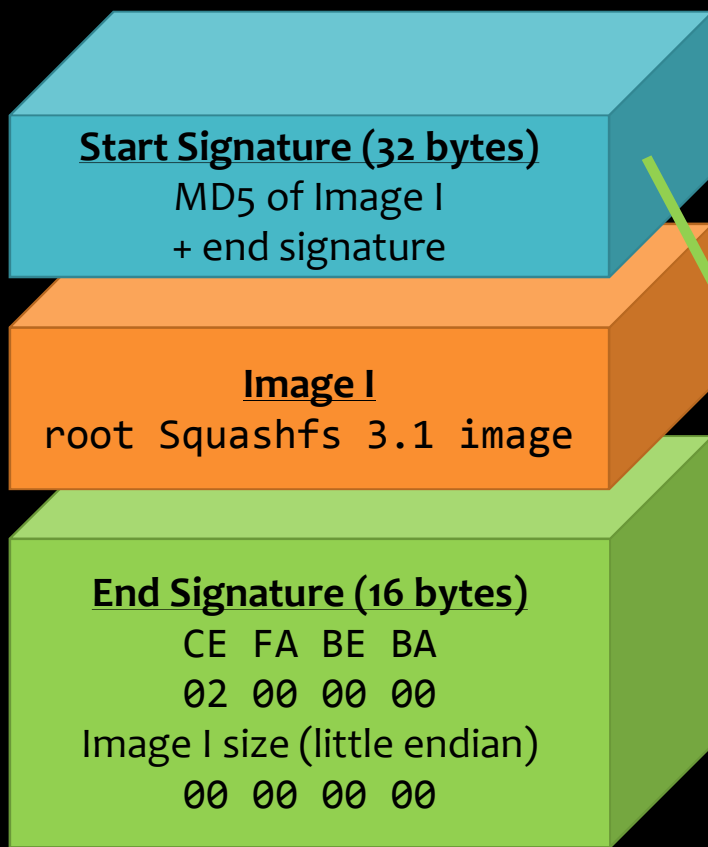 Start Signature (32 bytes)
MD5 of Image I
+ end signature
Image I
root Squashfs 3.1 image
End Signature (16 bytes)
CE FA BE BA
02 00 00 00
Image I size (little endian)
00 00 00 00